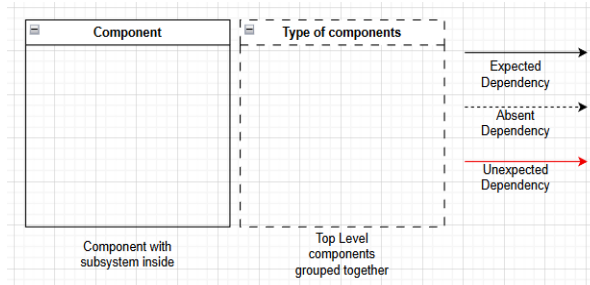 Component
Type of components
Expected
Dependency
Absent
Dependency
Unexpected
Dependency
Component with
subsystem inside
Top Level
components
grouped together